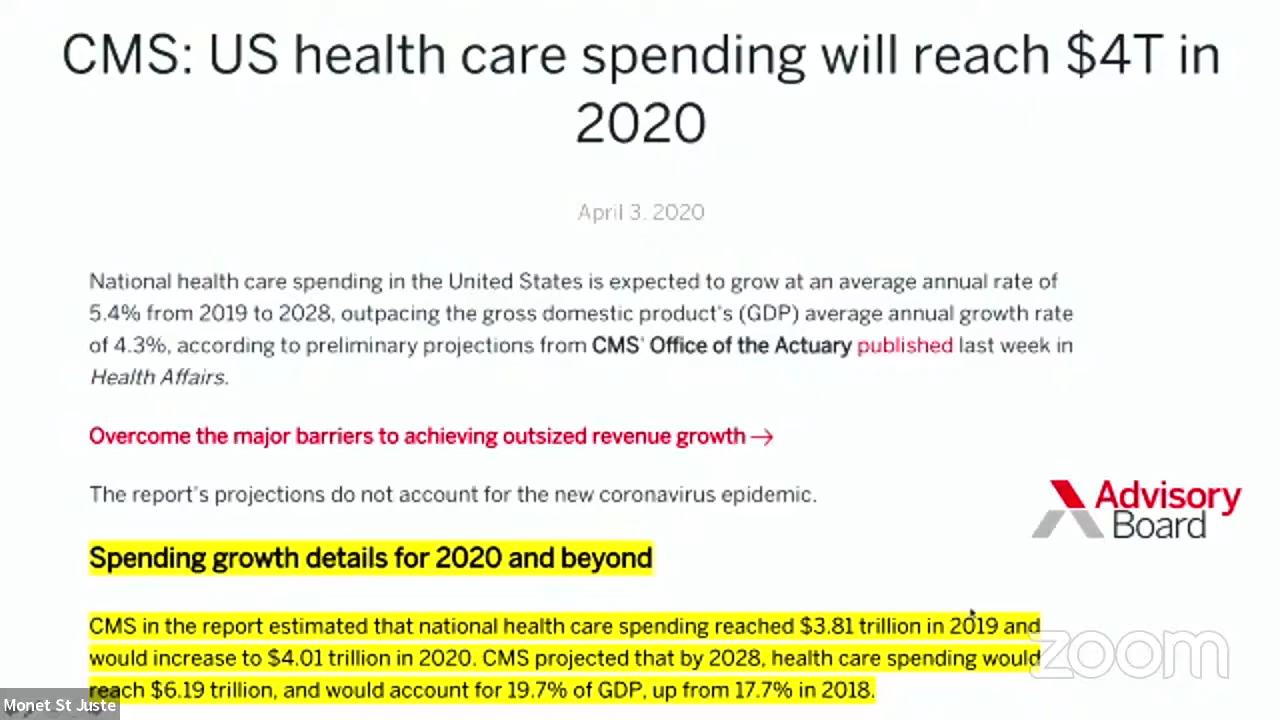 CMS: US health care spending will reach $4T in
2020
April 3, 2020
National health care spending in the United States is expected to grow at an average annual rate of
5.4% from 2019 to 2028, outpacing the gross domestic product's (GDP) average annual growth rate
of 4.3%, according to preliminary projections from CMS' Office of the Actuary published last week in
Health Affairs.
Overcome the major barriers to achieving outsized revenue growth →
The report's projections do not account for the new coronavirus epidemic.
Advisory
Board
Spending growth details for 2020 and beyond
CMS in the report estimated that national health care spending reached $3.81 trillion in 2019 and
would increase to $4.01 trillion in 2020. CMS projected that by 2028, health care spending would
reach $6.19 trillion, and would account for 19.7% of GDP, up from 17.7% in 2018.
zoom
Monet St Juste